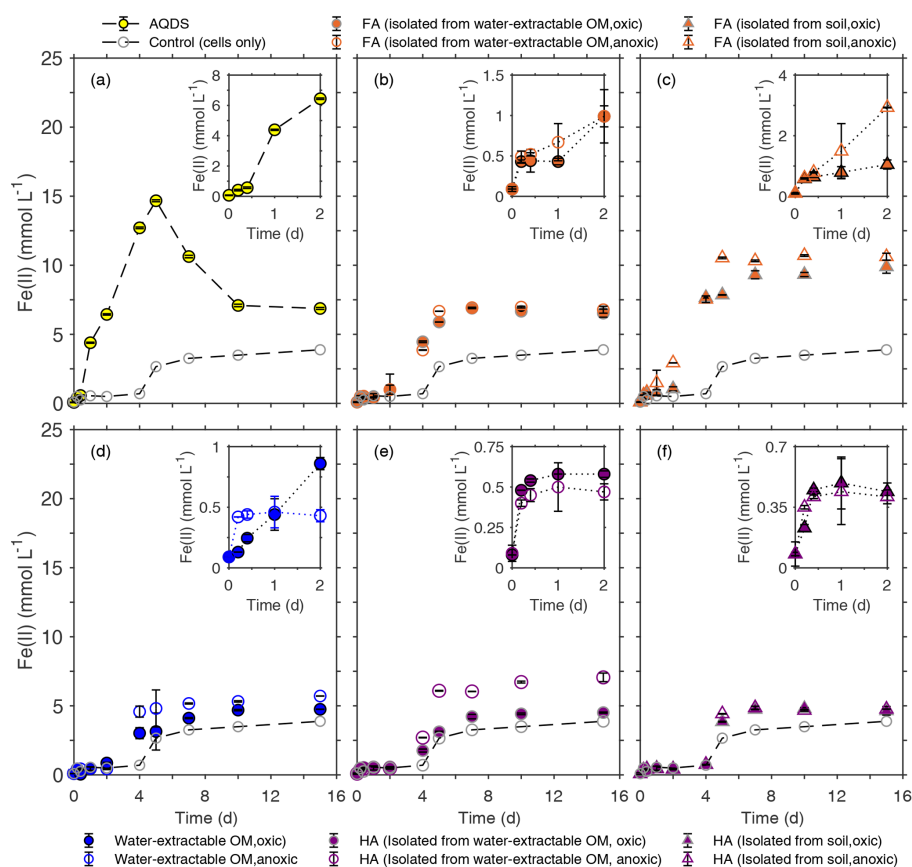 AQDS
Control (cells only)
FA (isolated from water-extractable OM,oxic)
FA (isolated from water-extractable OM,anoxic)
FA (isolated from soil,oxic)
FA (isolated from soil,anoxic)
25
20
15
10
5
0
Fe(II) (mmol L⁻¹)
(a)
8
6
4
2
0
Fe(II) (mmol L⁻¹)
0 1 2
Time (d)
(b)
1.5
1
0.5
0
Fe(II) (mmol L⁻¹)
0 1 2
Time (d)
(c)
4
2
0
Fe(II) (mmol L⁻¹)
0 1 2
Time (d)
25
20
15
10
5
0
Fe(II) (mmol L⁻¹)
(d)
1
0.5
0
Fe(II) (mmol L⁻¹)
0 1 2
Time (d)
(e)
0.75
0.5
0.25
0
Fe(II) (mmol L⁻¹)
0 1 2
Time (d)
(f)
0.7
0.35
0
Fe(II) (mmol L⁻¹)
0 1 2
Time (d)
0 4 8 12 16
Time (d)
0 4 8 12 16
Time (d)
0 4 8 12 16
Time (d)
Water-extractable OM,oxic
Water-extractable OM,anoxic
HA (Isolated from water-extractable OM, oxic)
HA (Isolated from water-extractable OM, anoxic)
HA (Isolated from soil,oxic)
HA (Isolated from soil,anoxic)